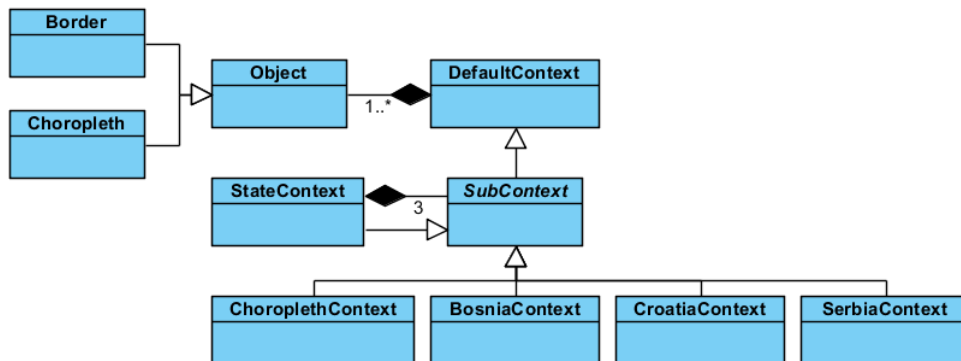 Border
Object
DefaultContext
1..*
Choropleth
StateContext
SubContext
3
ChoroplethContext
BosniaContext
CroatiaContext
SerbiaContext